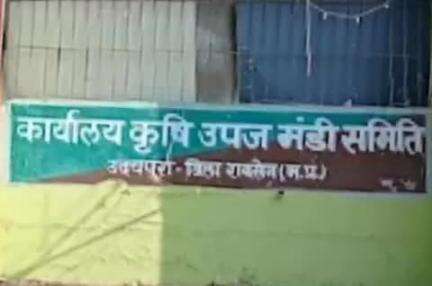 कार्यालय कृषि उपज मंडी समिति
उदयपुरा - जिला रायसेन (म.प्र.)